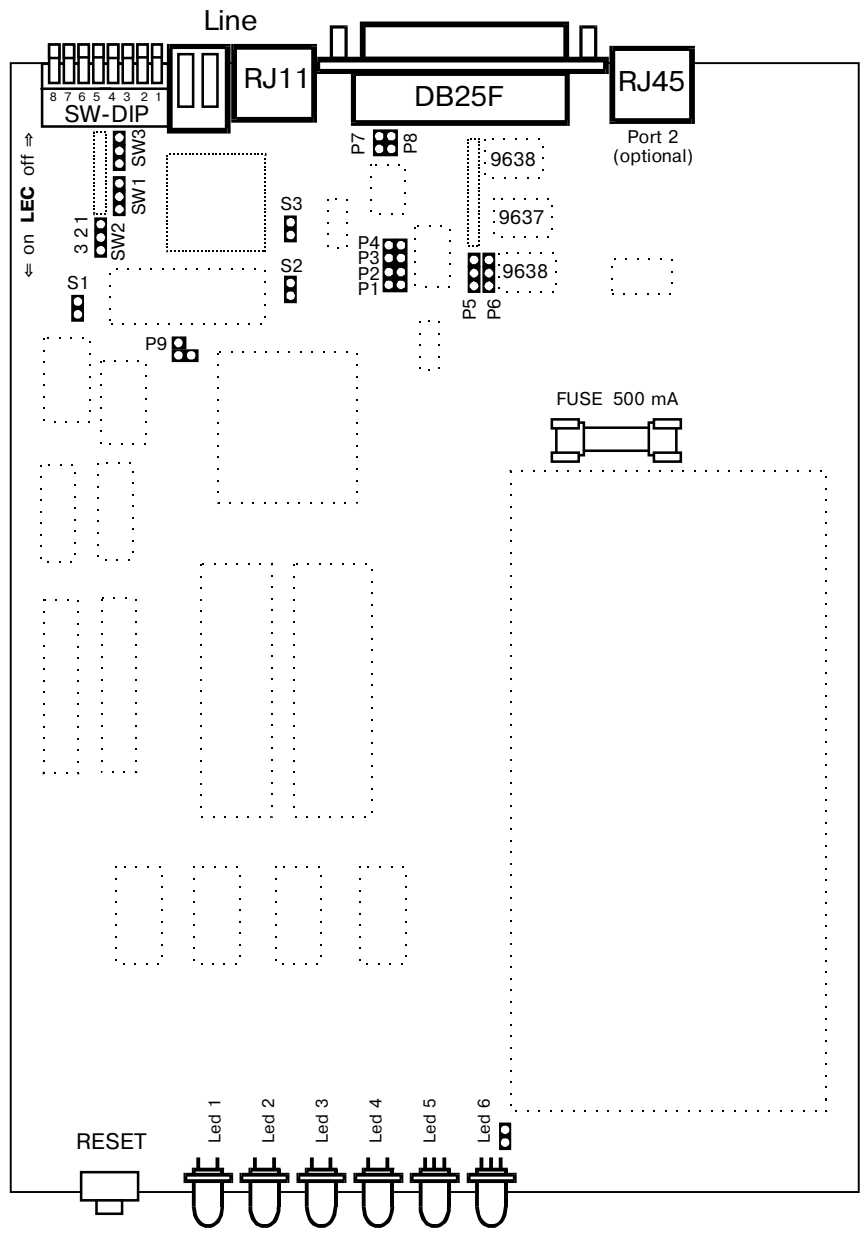 Line
RJ11
DB25F
RJ45
8 7 6 5 4 3 2 1
SW-DIP
Port 2
(optional)
⇐ on LEC off ⇒
SW3
SW1
3 2 1
SW2
P7
P8
9638
9637
9638
S3
S2
S1
P4
P3
P2
P1
P5
P6
P9
FUSE 500 mA
Led 1
Led 2
Led 3
Led 4
Led 5
Led 6
RESET